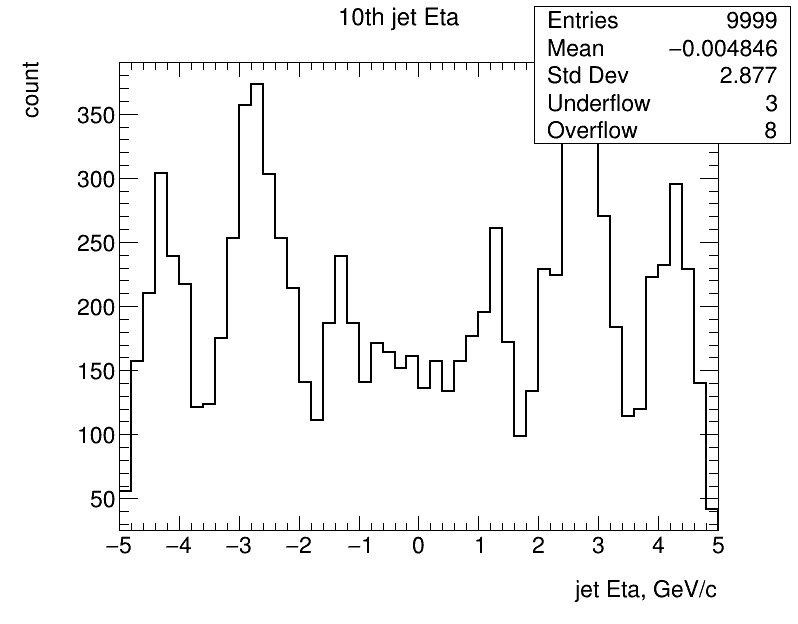 10th jet Eta
Entries 9999
Mean −0.004846
Std Dev 2.877
Underflow 3
Overflow 8
count
350
300
250
200
150
100
50
−5 −4 −3 −2 −1 0 1 2 3 4 5
jet Eta, GeV/c